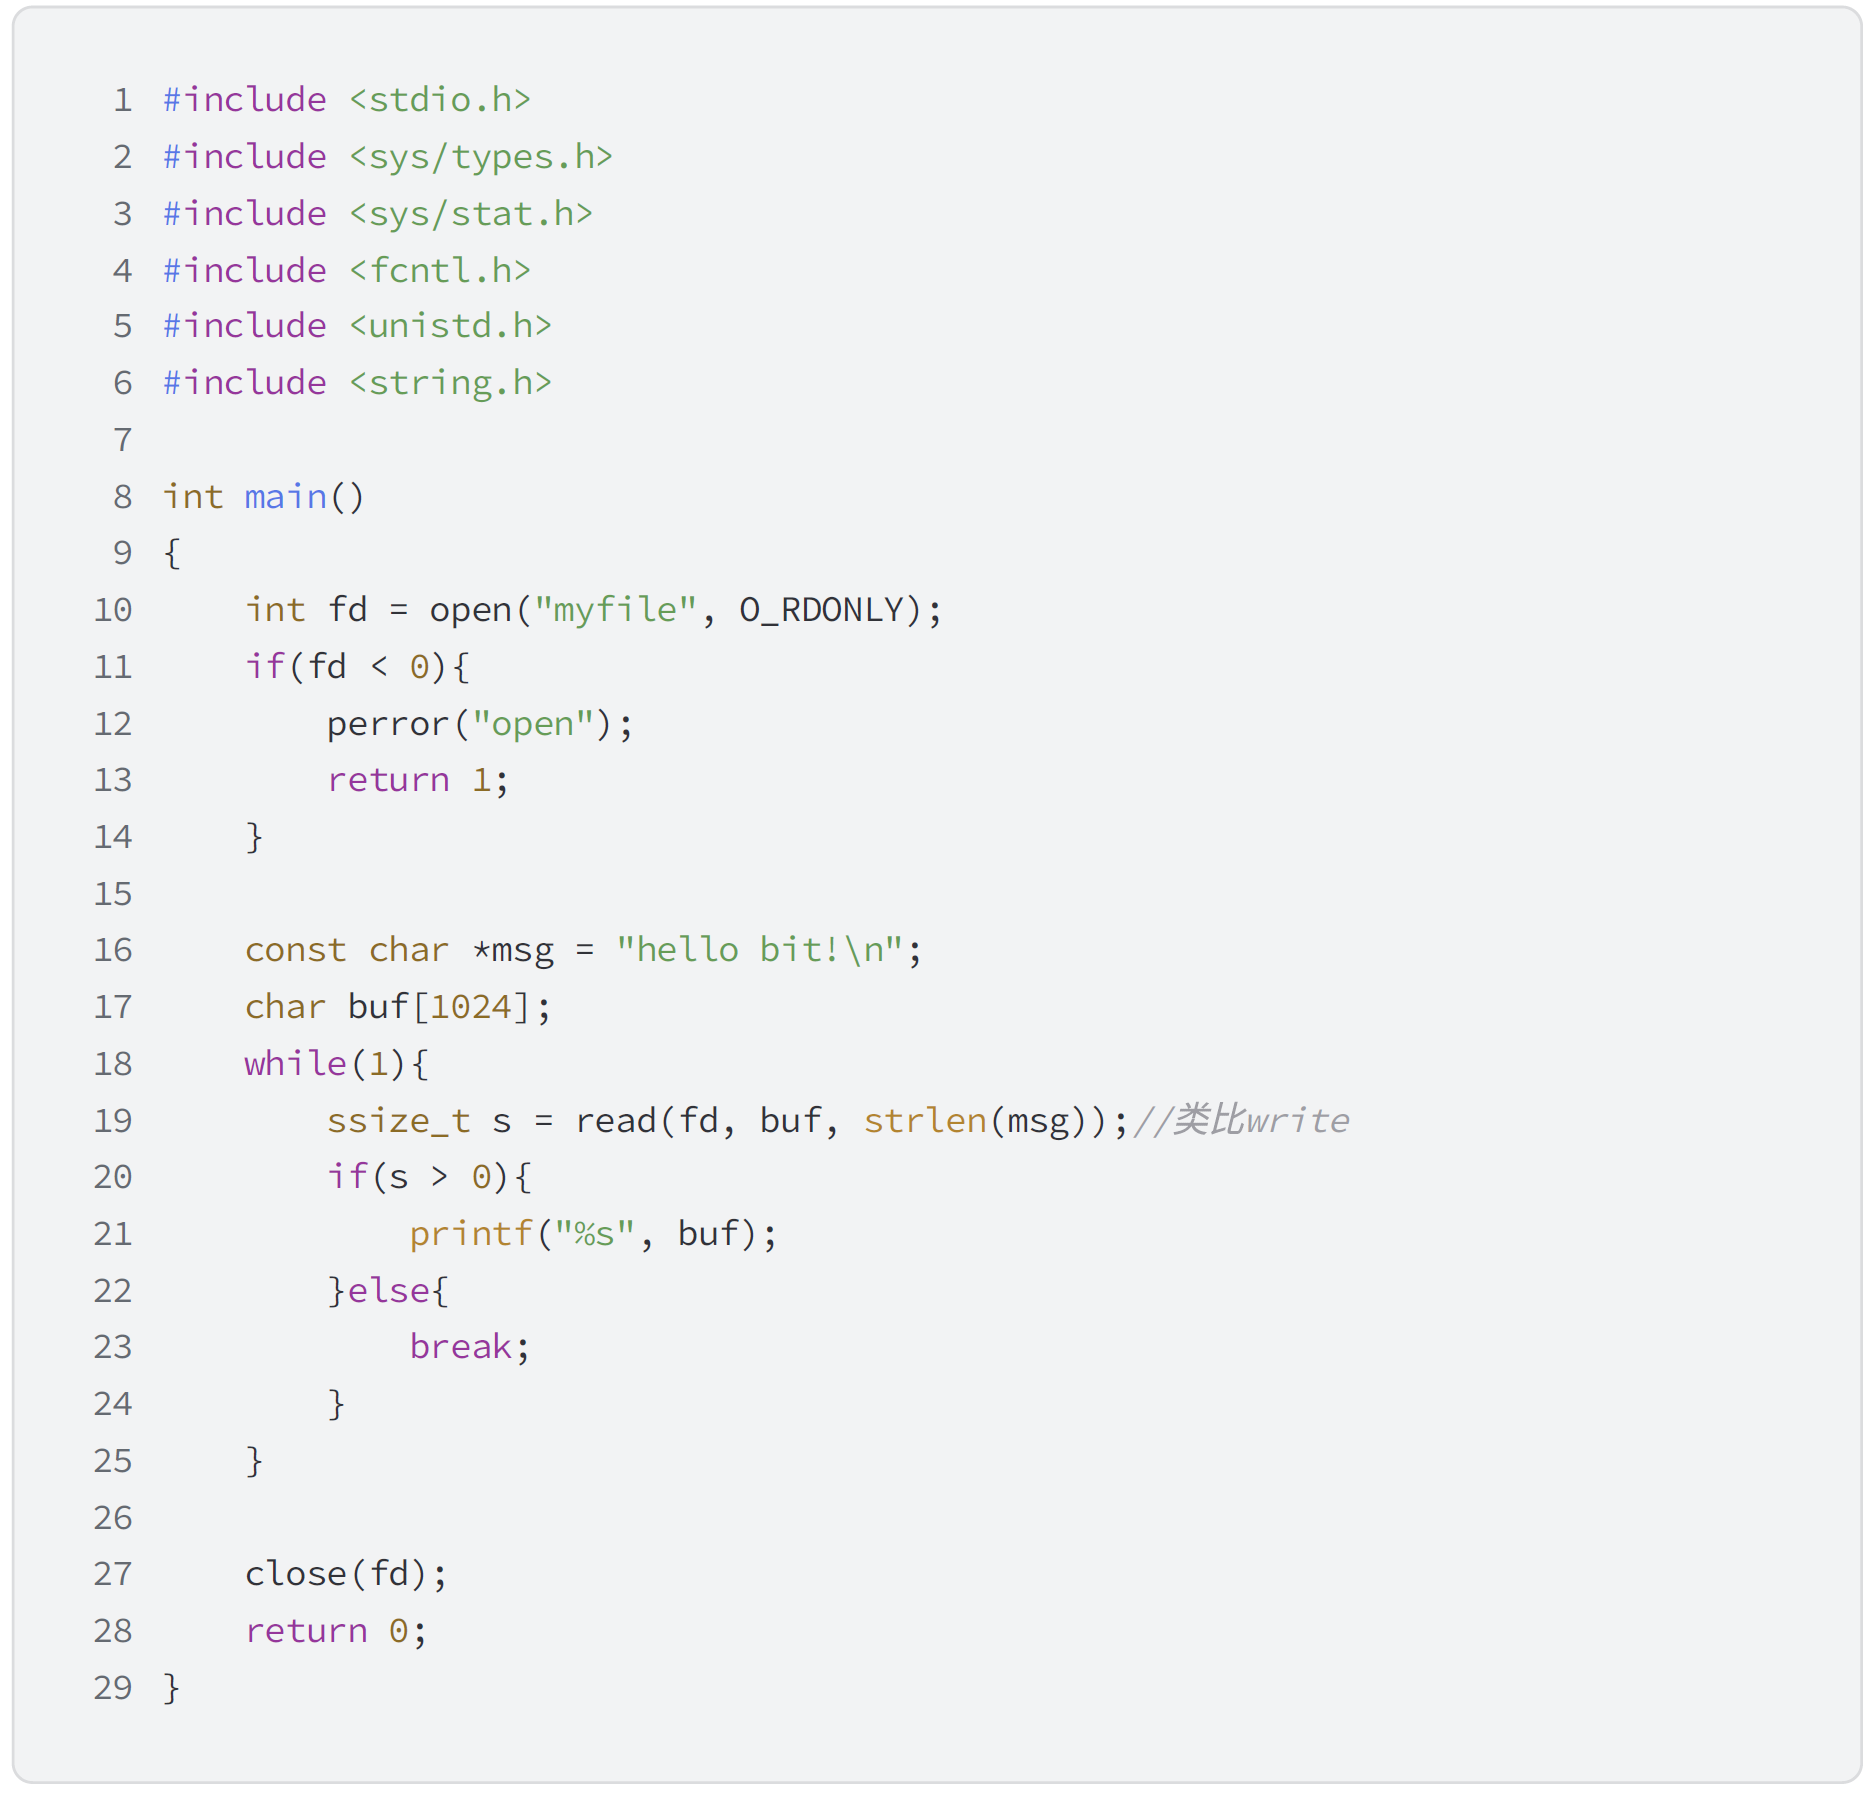 1 #include <stdio.h>
2 #include <sys/types.h>
3 #include <sys/stat.h>
4 #include <fcntl.h>
5 #include <unistd.h>
6 #include <string.h>
7
8 int main()
9 {
10     int fd = open("myfile", O_RDONLY);
11     if(fd < 0){
12         perror("open");
13         return 1;
14     }
15
16     const char *msg = "hello bit!\n";
17     char buf[1024];
18     while(1){
19         ssize_t s = read(fd, buf, strlen(msg));//类比write
20         if(s > 0){
21             printf("%s", buf);
22         }else{
23             break;
24         }
25     }
26
27     close(fd);
28     return 0;
29 }